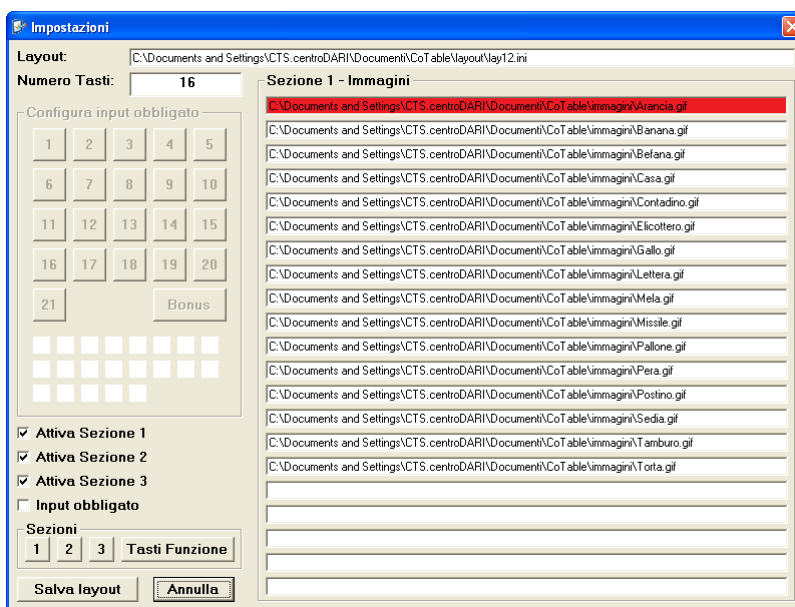 Impostazioni
Layout: C:\Documents and Settings\CTS.centroDARI\Documenti\CoTable\layout\lay12.ini
Numero Tasti: 16
Configura input obbligato
1 2 3 4 5
6 7 8 9 10
11 12 13 14 15
16 17 18 19 20
21 Bonus
Attiva Sezione 1
Attiva Sezione 2
Attiva Sezione 3
Input obbligato
Sezioni
1 2 3 Tasti Funzione
Salva layout Annulla
Sezione 1 - Immagini
C:\Documents and Settings\CTS.centroDARI\Documenti\CoTable\immagini\Arancia.gif
C:\Documents and Settings\CTS.centroDARI\Documenti\CoTable\immagini\Banana.gif
C:\Documents and Settings\CTS.centroDARI\Documenti\CoTable\immagini\Befana.gif
C:\Documents and Settings\CTS.centroDARI\Documenti\CoTable\immagini\Casa.gif
C:\Documents and Settings\CTS.centroDARI\Documenti\CoTable\immagini\Contadino.gif
C:\Documents and Settings\CTS.centroDARI\Documenti\CoTable\immagini\Elicottero.gif
C:\Documents and Settings\CTS.centroDARI\Documenti\CoTable\immagini\Gallo.gif
C:\Documents and Settings\CTS.centroDARI\Documenti\CoTable\immagini\Lettera.gif
C:\Documents and Settings\CTS.centroDARI\Documenti\CoTable\immagini\Mela.gif
C:\Documents and Settings\CTS.centroDARI\Documenti\CoTable\immagini\Missile.gif
C:\Documents and Settings\CTS.centroDARI\Documenti\CoTable\immagini\Pallone.gif
C:\Documents and Settings\CTS.centroDARI\Documenti\CoTable\immagini\Pera.gif
C:\Documents and Settings\CTS.centroDARI\Documenti\CoTable\immagini\Postino.gif
C:\Documents and Settings\CTS.centroDARI\Documenti\CoTable\immagini\Sedia.gif
C:\Documents and Settings\CTS.centroDARI\Documenti\CoTable\immagini\Tamburo.gif
C:\Documents and Settings\CTS.centroDARI\Documenti\CoTable\immagini\Torta.gif